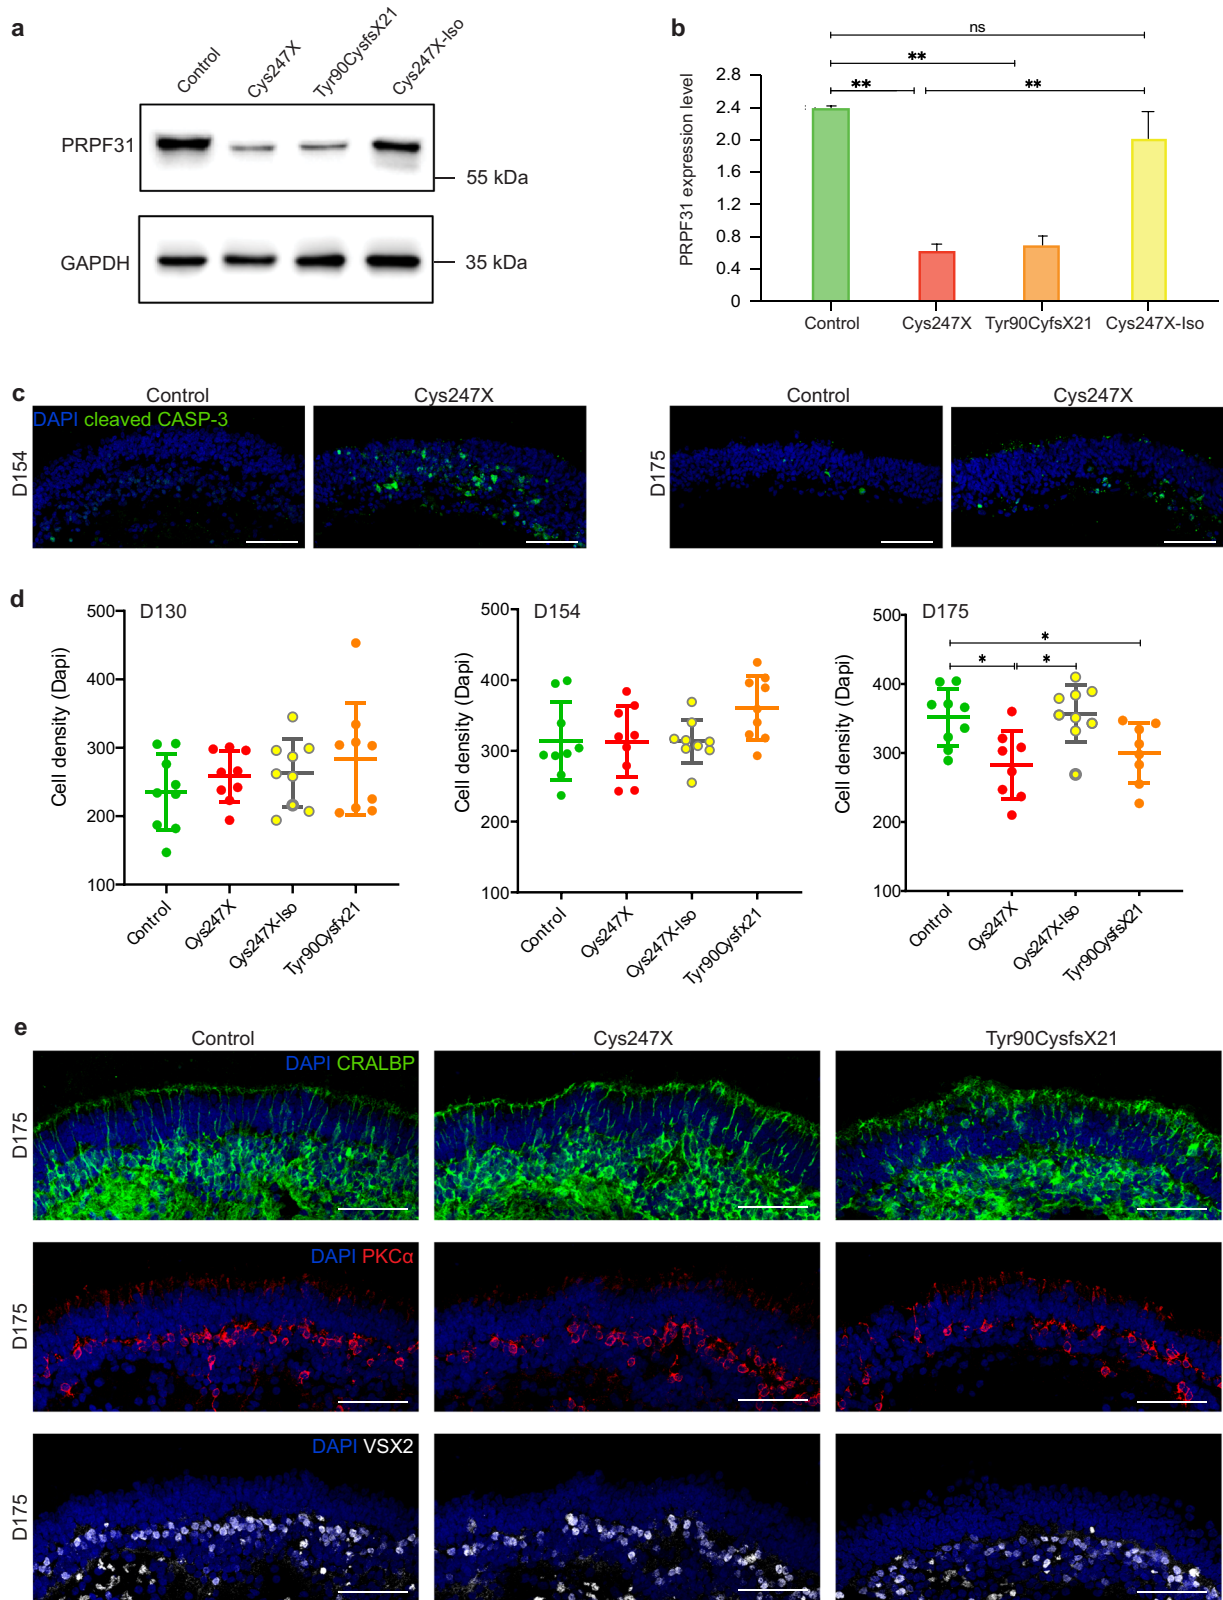 a
Control
Cys247X
Tyr90CysfsX21
Cys247X-Iso
PRPF31
55 kDa
GAPDH
35 kDa
b
ns
**
** **
PRPF31 expression level
2.8
2.4
2.0
1.6
1.2
0.8
0.4
0
Control Cys247X Tyr90CyfsX21 Cys247X-Iso
c
Control Cys247X Control Cys247X
DAPI cleaved CASP-3
D154
D175
d
D130
Cell density (Dapi)
500
400
300
200
100
Control
Cys247X
Cys247X-Iso
Tyr90Cysfx21
D154
Cell density (Dapi)
500
400
300
200
100
Control
Cys247X
Cys247X-Iso
Tyr90Cysfx21
D175
*
* *
Cell density (Dapi)
500
400
300
200
100
Control
Cys247X
Cys247X-Iso
Tyr90CysfsX21
e
Control Cys247X Tyr90CysfsX21
DAPI CRALBP
D175
DAPI PKCα
D175
DAPI VSX2
D175